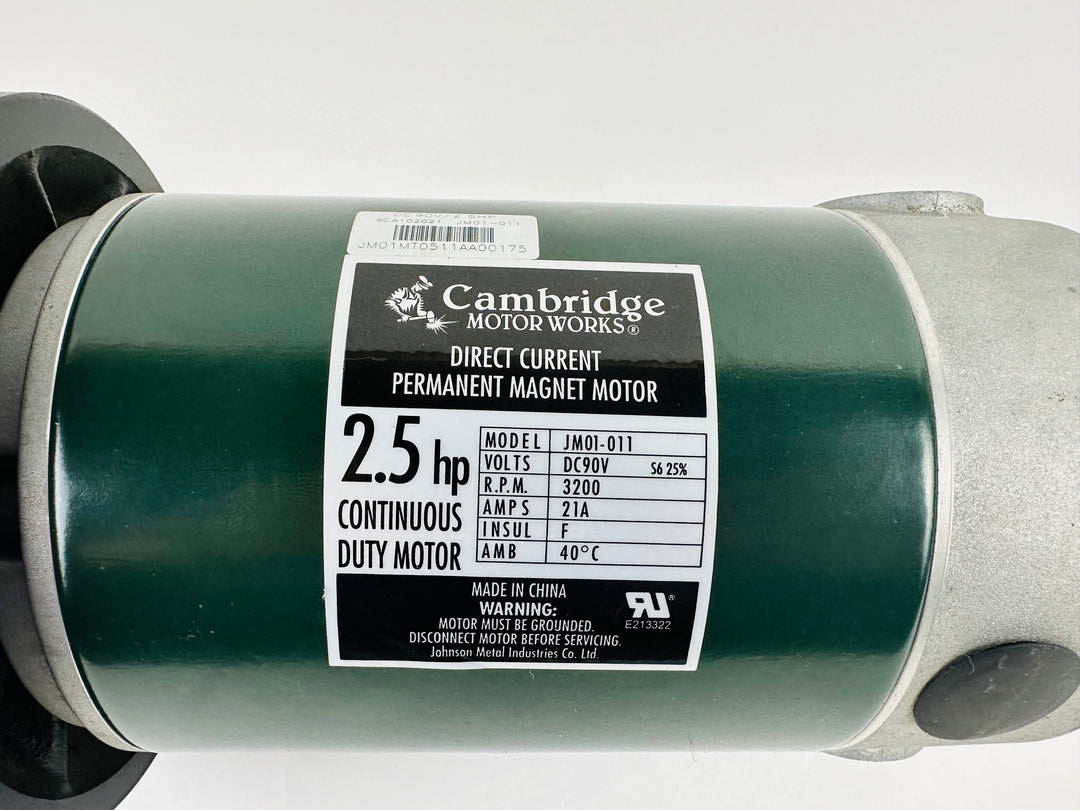 DC 90V/2.5HP
SCA102021 JM01-011
JM01MT0511AA00175
Cambridge
MOTOR WORKS®
DIRECT CURRENT
PERMANENT MAGNET MOTOR
2.5 hp
CONTINUOUS
DUTY MOTOR
MODEL JM01-011
VOLTS DC90V S6 25%
R.P.M. 3200
AMPS 21A
INSUL F
AMB 40°C
MADE IN CHINA
WARNING:
MOTOR MUST BE GROUNDED.
DISCONNECT MOTOR BEFORE SERVICING.
Johnson Metal Industries Co. Ltd.
RU®
E213322